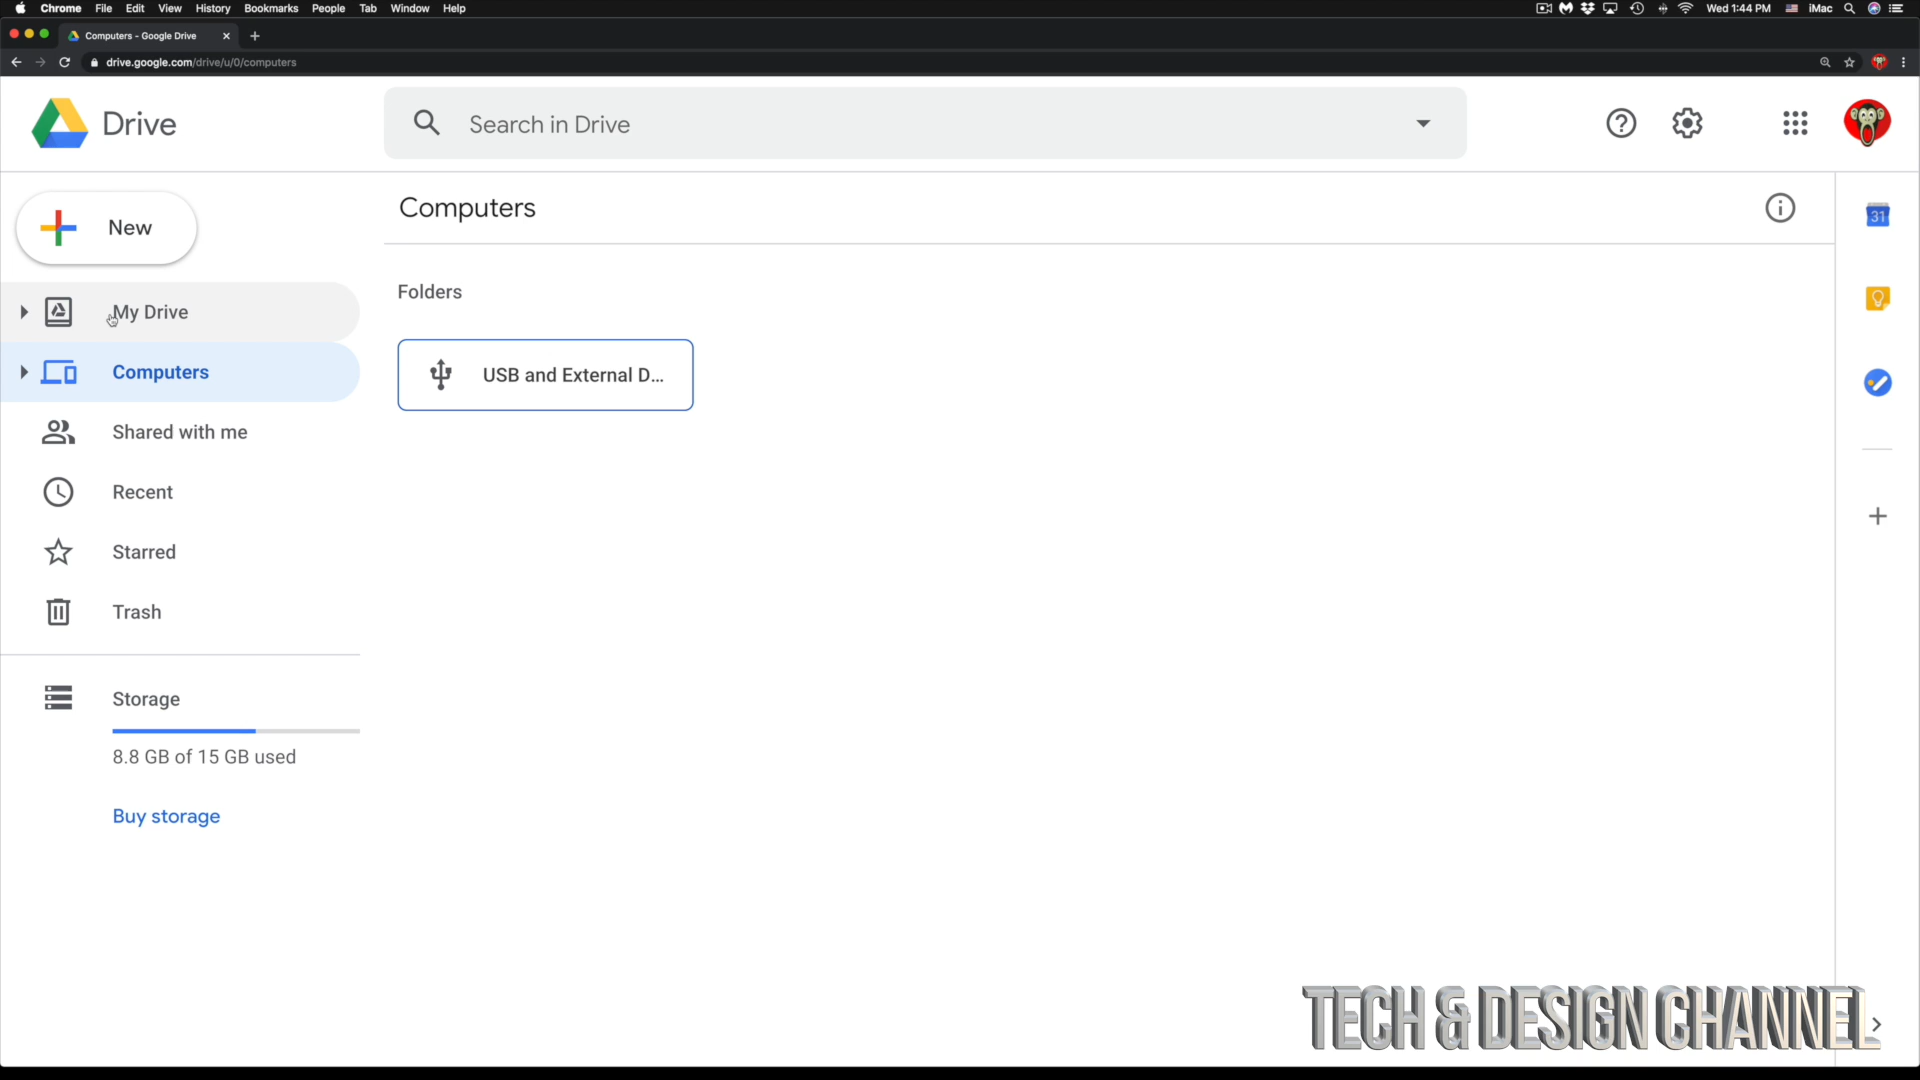 Chrome File Edit View History Bookmarks People Tab Window Help
Wed 1:44 PM iMac
Computers - Google Drive
drive.google.com/drive/u/0/computers
Drive
Search in Drive
New
Computers
31
My Drive
Folders
Computers
USB and External D...
Shared with me
Recent
Starred
Trash
Storage
8.8 GB of 15 GB used
Buy storage
TECH & DESIGN CHANNEL